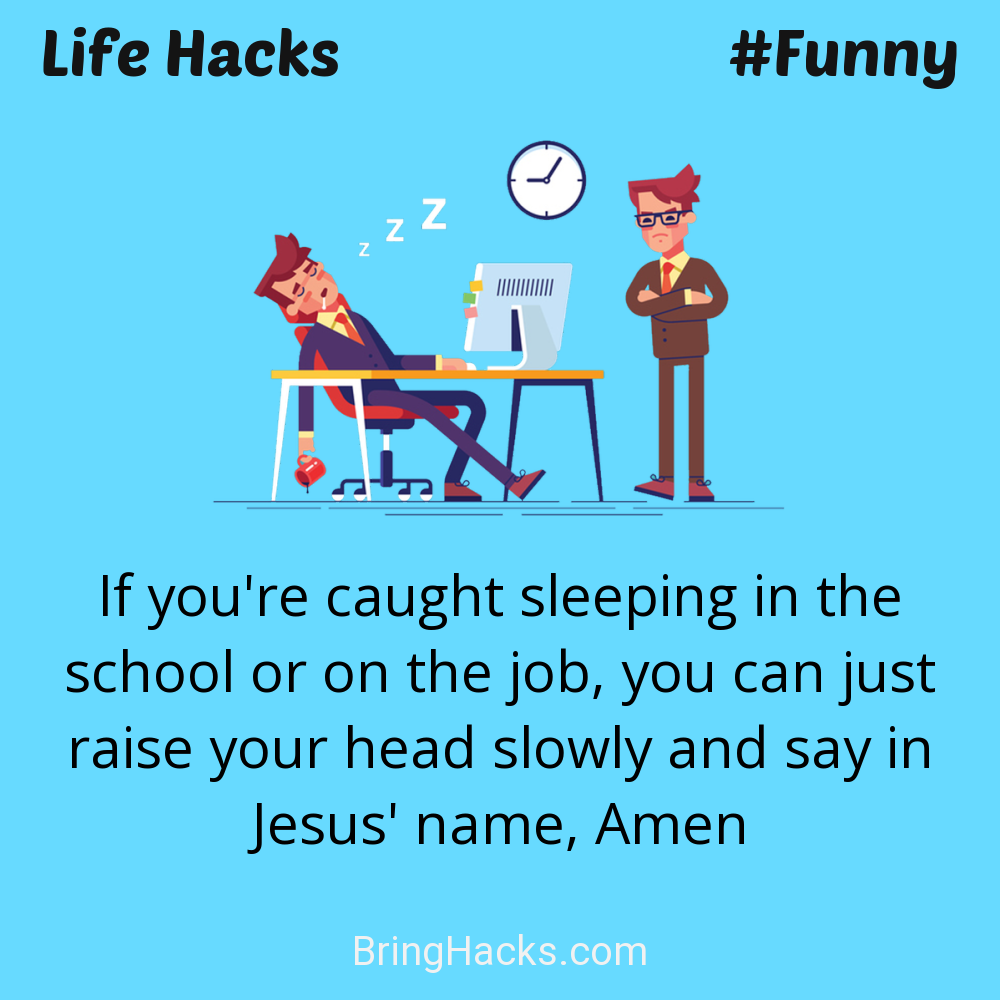 Life Hacks
#Funny
z z z
If you're caught sleeping in the
school or on the job, you can just
raise your head slowly and say in
Jesus' name, Amen
BringHacks.com